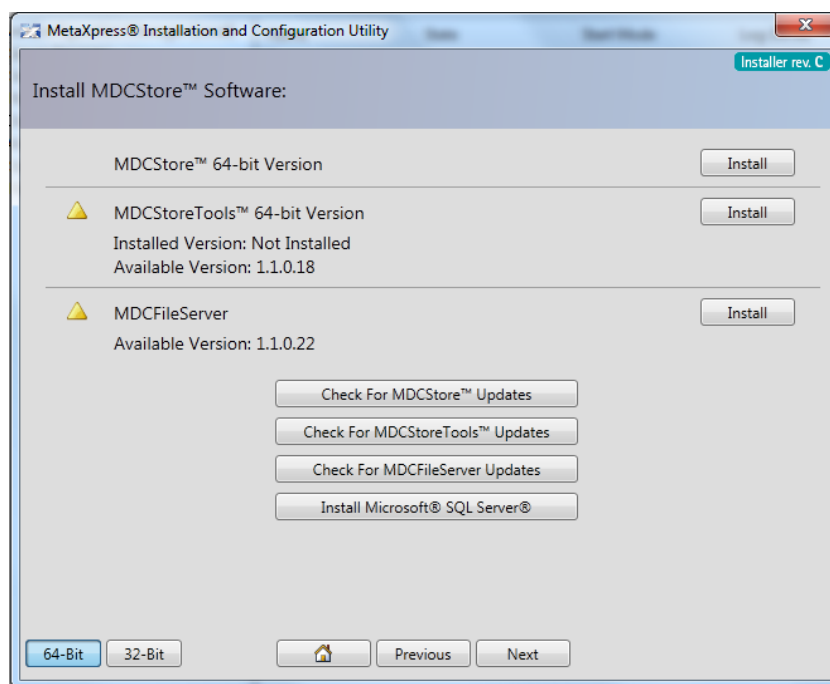 MetaXpress® Installation and Configuration Utility
Installer rev. C
Install MDCStore™ Software:
MDCStore™ 64-bit Version
Install
MDCStoreTools™ 64-bit Version
Install
Installed Version: Not Installed
Available Version: 1.1.0.18
MDCFileServer
Install
Available Version: 1.1.0.22
Check For MDCStore™ Updates
Check For MDCStoreTools™ Updates
Check For MDCFileServer Updates
Install Microsoft® SQL Server®
64-Bit
32-Bit
Previous
Next